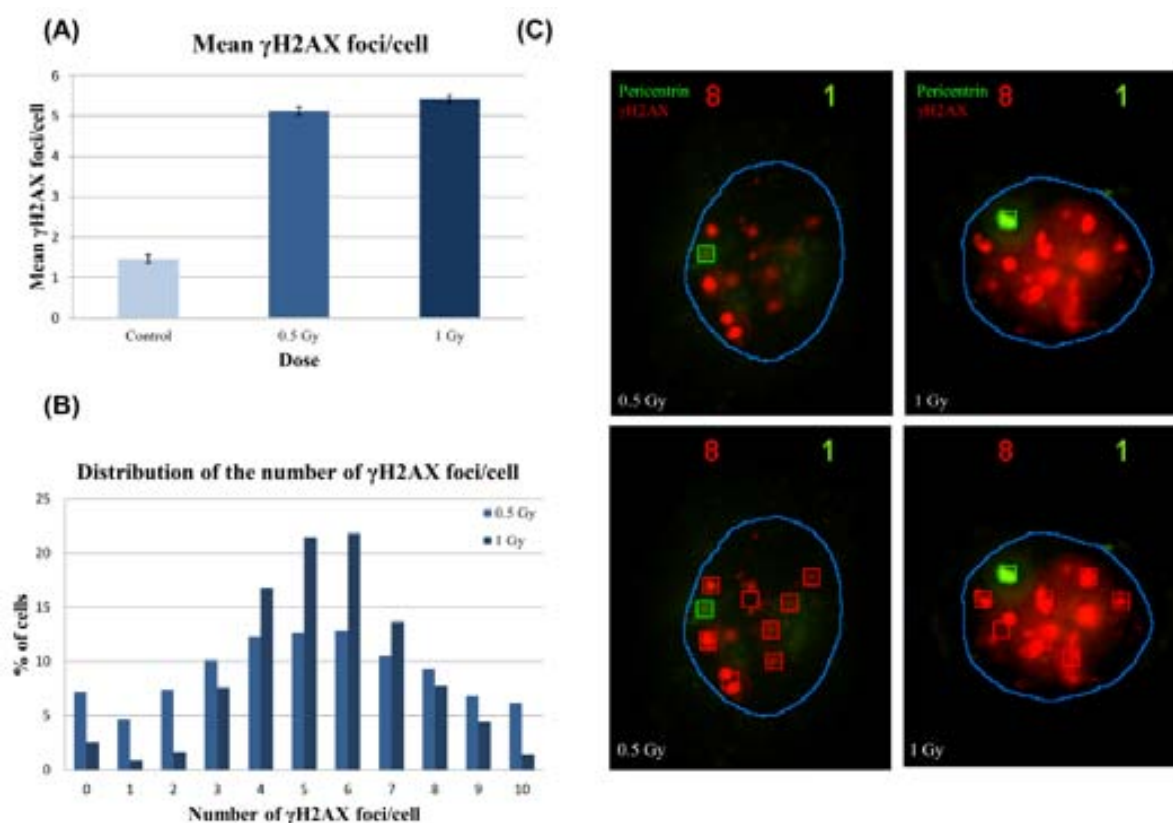 (A)
Mean γH2AX foci/cell
Mean γH2AX foci/cell
6
5
4
3
2
1
0
Control 0.5 Gy 1 Gy
Dose
(B)
Distribution of the number of γH2AX foci/cell
0.5 Gy
1 Gy
% of cells
25
20
15
10
5
0
0 1 2 3 4 5 6 7 8 9 10
Number of γH2AX foci/cell
(C)
Pericentrin 8 1
γH2AX
0.5 Gy
Pericentrin 8 1
γH2AX
1 Gy
8 1
0.5 Gy
8 1
1 Gy